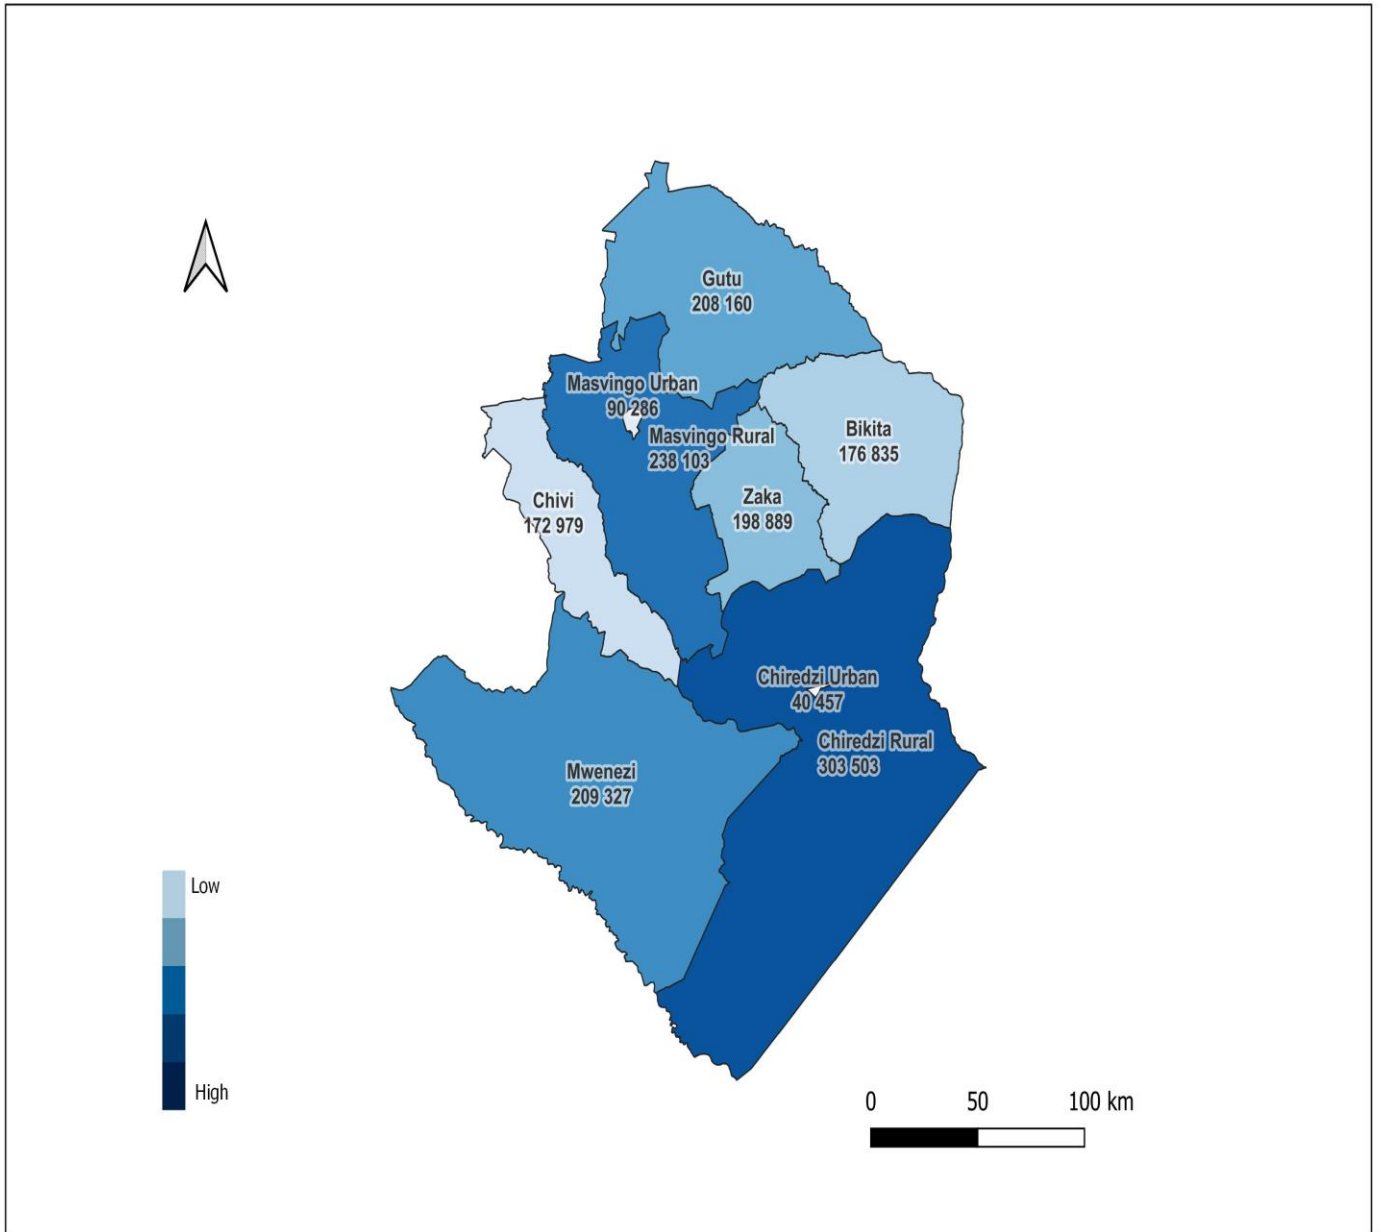 Gutu
208 160
Masvingo Urban
90 286
Masvingo Rural
238 103
Bikita
176 835
Chivi
172 979
Zaka
198 889
Chiredzi Urban
40 457
Chiredzi Rural
303 503
Mwenezi
209 327
Low
High
0 50 100 km